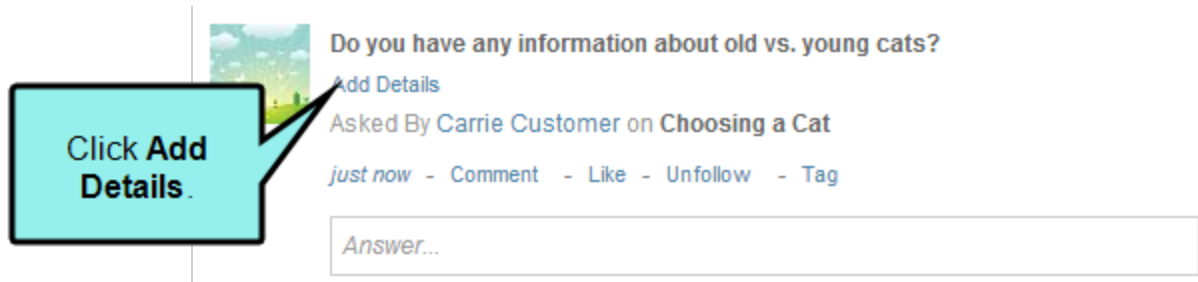 Do you have any information about old vs. young cats?
Add Details
Asked By Carrie Customer on Choosing a Cat
just now - Comment - Like - Unfollow - Tag
Answer...
Click Add
Details.